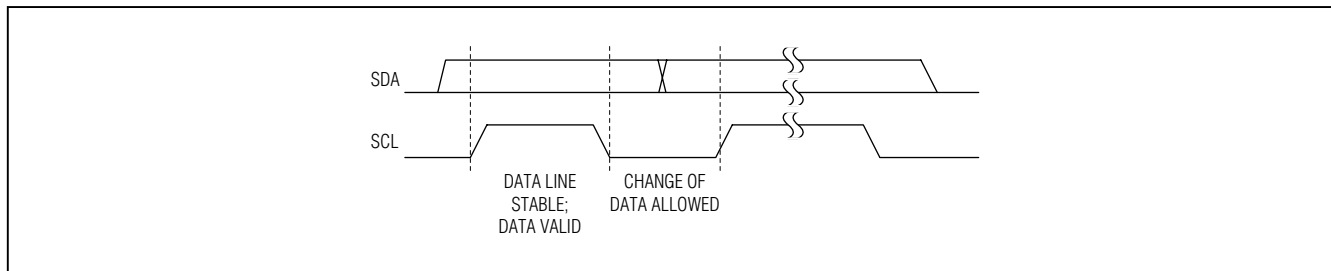 SDA
SCL
DATA LINE
STABLE;
DATA VALID
CHANGE OF
DATA ALLOWED